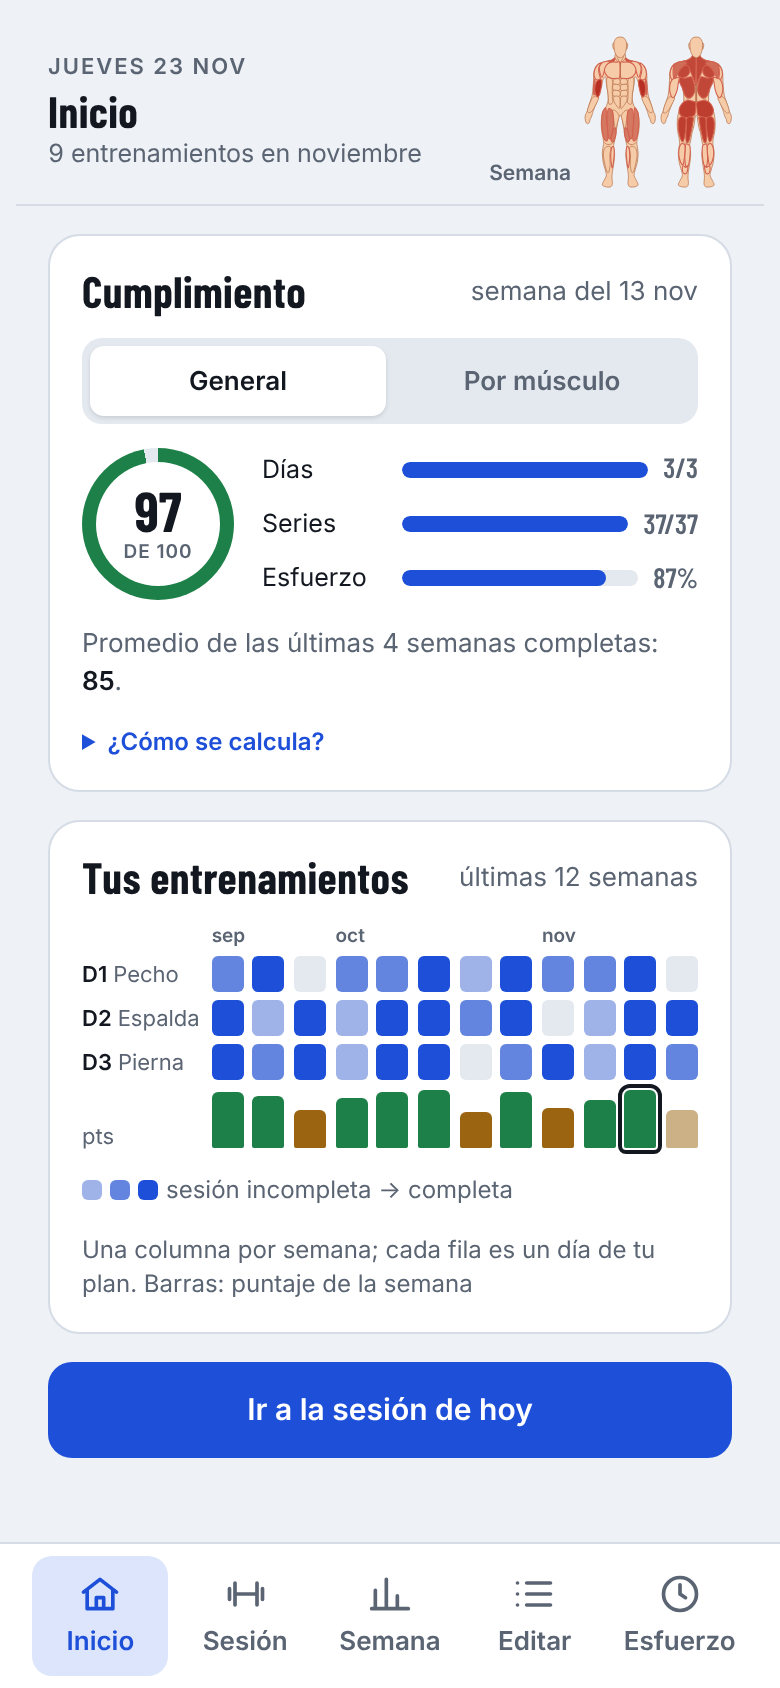 JUEVES 23 NOV
Inicio
9 entrenamientos en noviembre
Semana
Cumplimiento
semana del 13 nov
General
Por músculo
97
DE 100
Días
3/3
Series
37/37
Esfuerzo
87%
Promedio de las últimas 4 semanas completas:
85.
¿Cómo se calcula?
Tus entrenamientos
últimas 12 semanas
sep oct nov
D1 Pecho
D2 Espalda
D3 Pierna
pts
sesión incompleta → completa
Una columna por semana; cada fila es un día de tu
plan. Barras: puntaje de la semana
Ir a la sesión de hoy
Inicio
Sesión
Semana
Editar
Esfuerzo